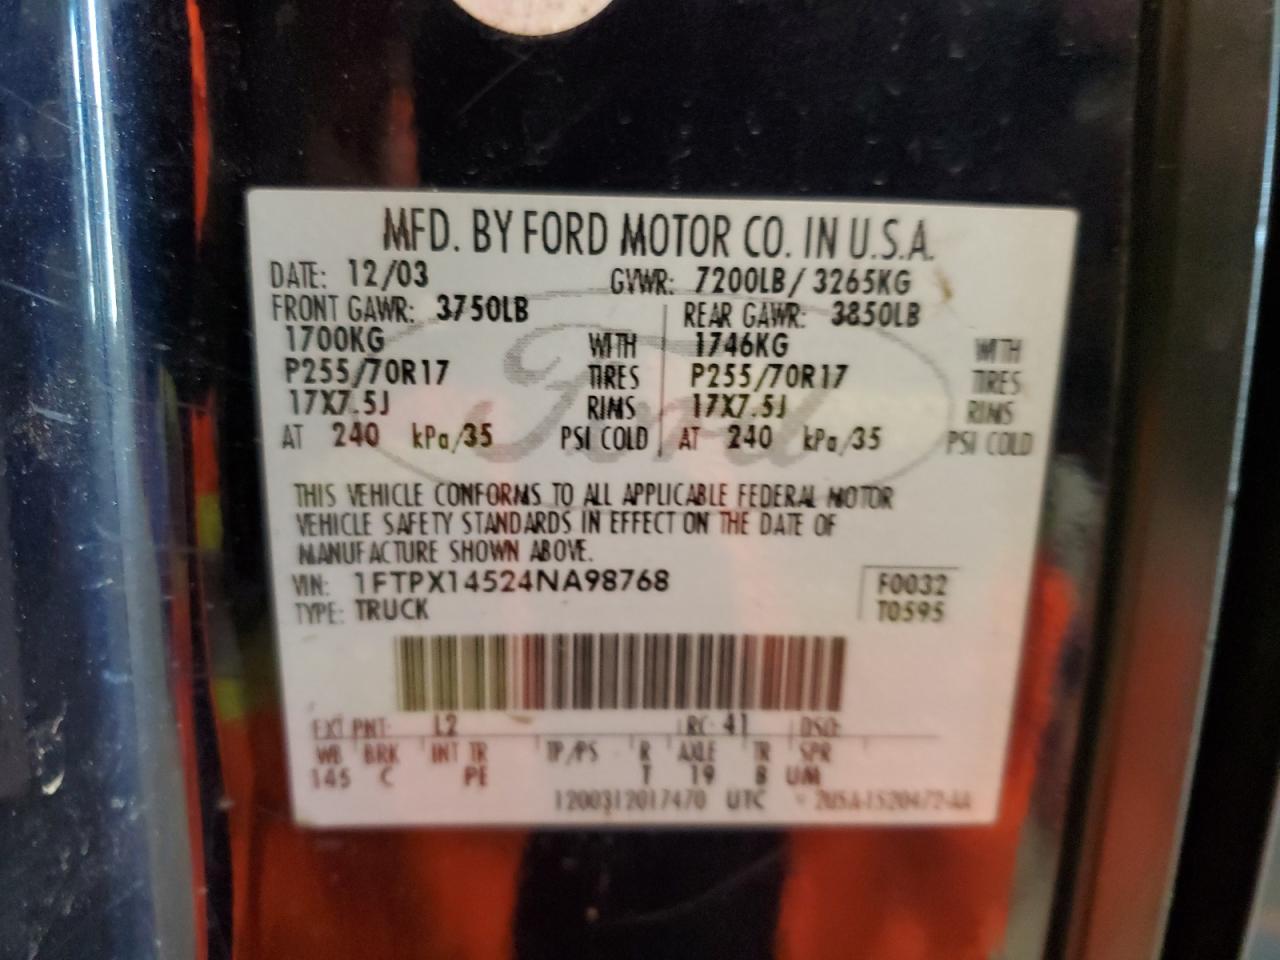 MFD. BY FORD MOTOR CO. IN U.S.A.
DATE: 12/03 GVWR: 7200LB / 3265KG
FRONT GAWR: 3750LB REAR GAWR: 3850LB
1700KG WITH 1746KG WITH
P255/70R17 TIRES P255/70R17 TIRES
17X7.5J RIMS 17X7.5J RIMS
AT 240 kPa/35 PSI COLD AT 240 kPa/35 PSI COLD
Ford
THIS VEHICLE CONFORMS TO ALL APPLICABLE FEDERAL MOTOR
VEHICLE SAFETY STANDARDS IN EFFECT ON THE DATE OF
MANUFACTURE SHOWN ABOVE.
VIN: 1FTPX14524NA98768 F0032
TYPE: TRUCK T0595
EXT PNT: L2 RC: 41 DSO:
WB BRK INT TR TP/PS R AXLE TR SPR
145 C PE T 19 B UM
1200312017470 UTC